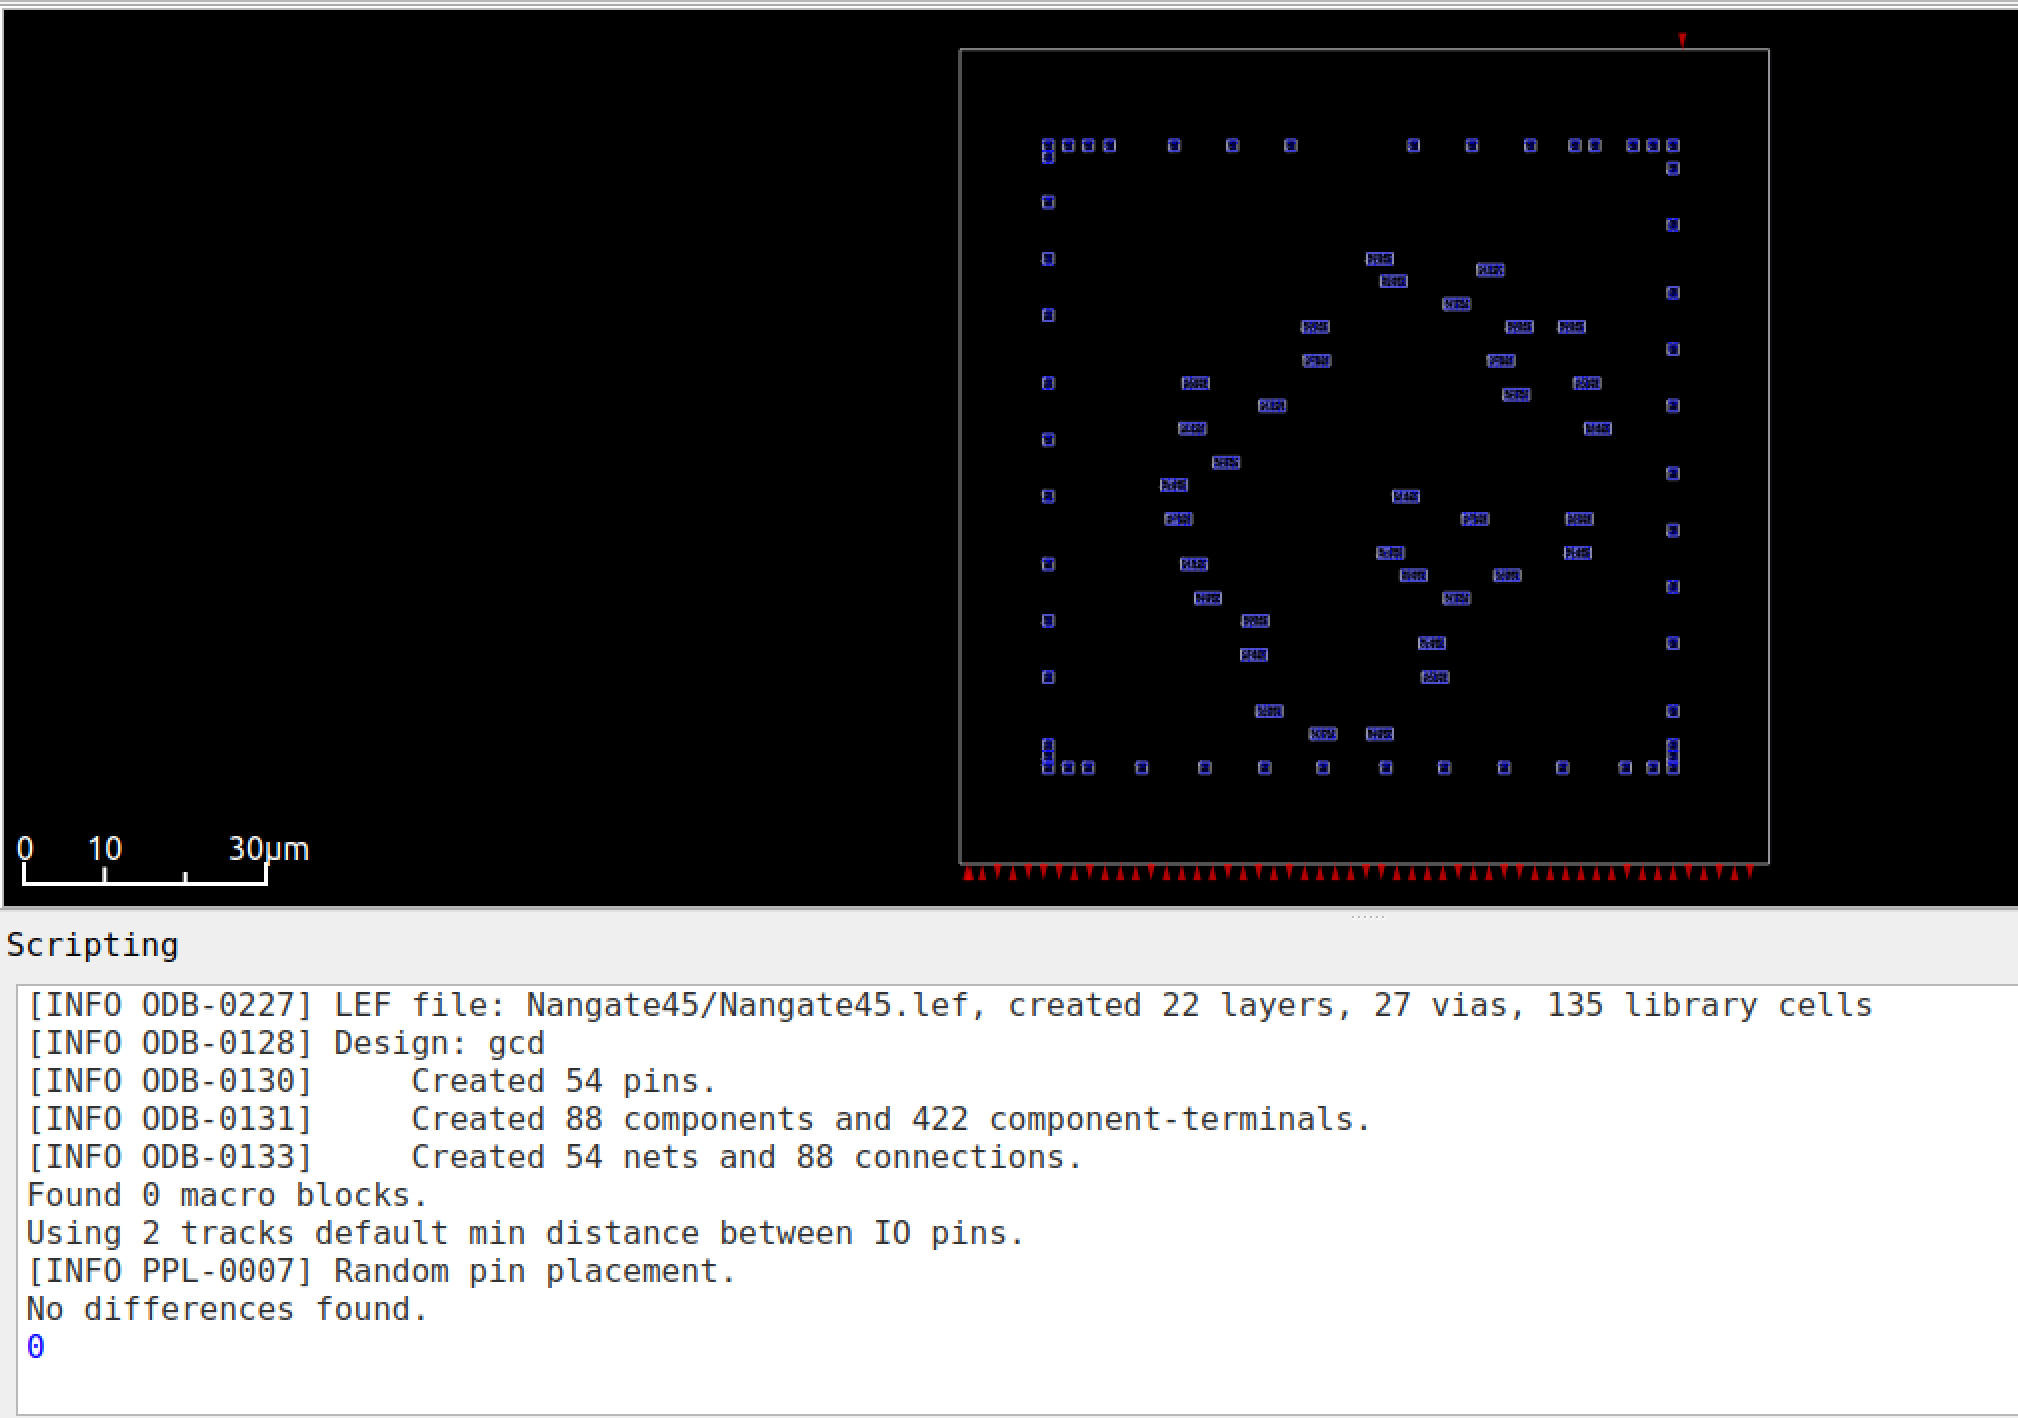 0 10 30μm
Scripting
[INFO ODB-0227] LEF file: Nangate45/Nangate45.lef, created 22 layers, 27 vias, 135 library cells
[INFO ODB-0128] Design: gcd
[INFO ODB-0130]     Created 54 pins.
[INFO ODB-0131]     Created 88 components and 422 component-terminals.
[INFO ODB-0133]     Created 54 nets and 88 connections.
Found 0 macro blocks.
Using 2 tracks default min distance between IO pins.
[INFO PPL-0007] Random pin placement.
No differences found.
0